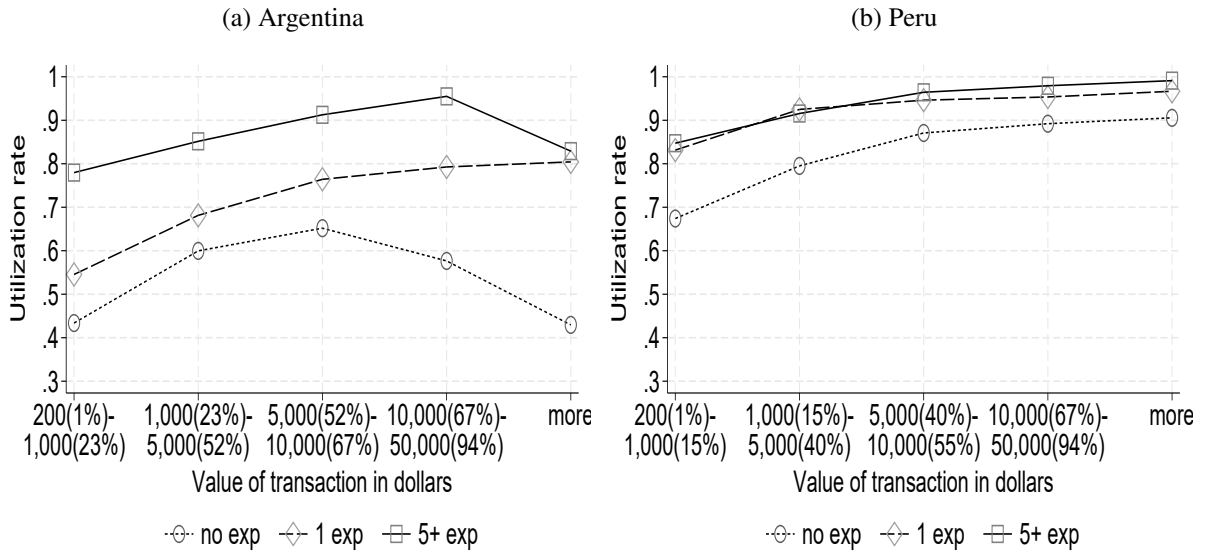 (a) Argentina
Utilization rate
1
.9
.8
.7
.6
.5
.4
.3
200(1%)- 1,000(23%)- 5,000(52%)- 10,000(67%)- more
1,000(23%) 5,000(52%) 10,000(67%) 50,000(94%)
Value of transaction in dollars
no exp 1 exp 5+ exp
(b) Peru
Utilization rate
1
.9
.8
.7
.6
.5
.4
.3
200(1%)- 1,000(15%)- 5,000(40%)- 10,000(67%)- more
1,000(15%) 5,000(40%) 10,000(55%) 50,000(94%)
Value of transaction in dollars
no exp 1 exp 5+ exp